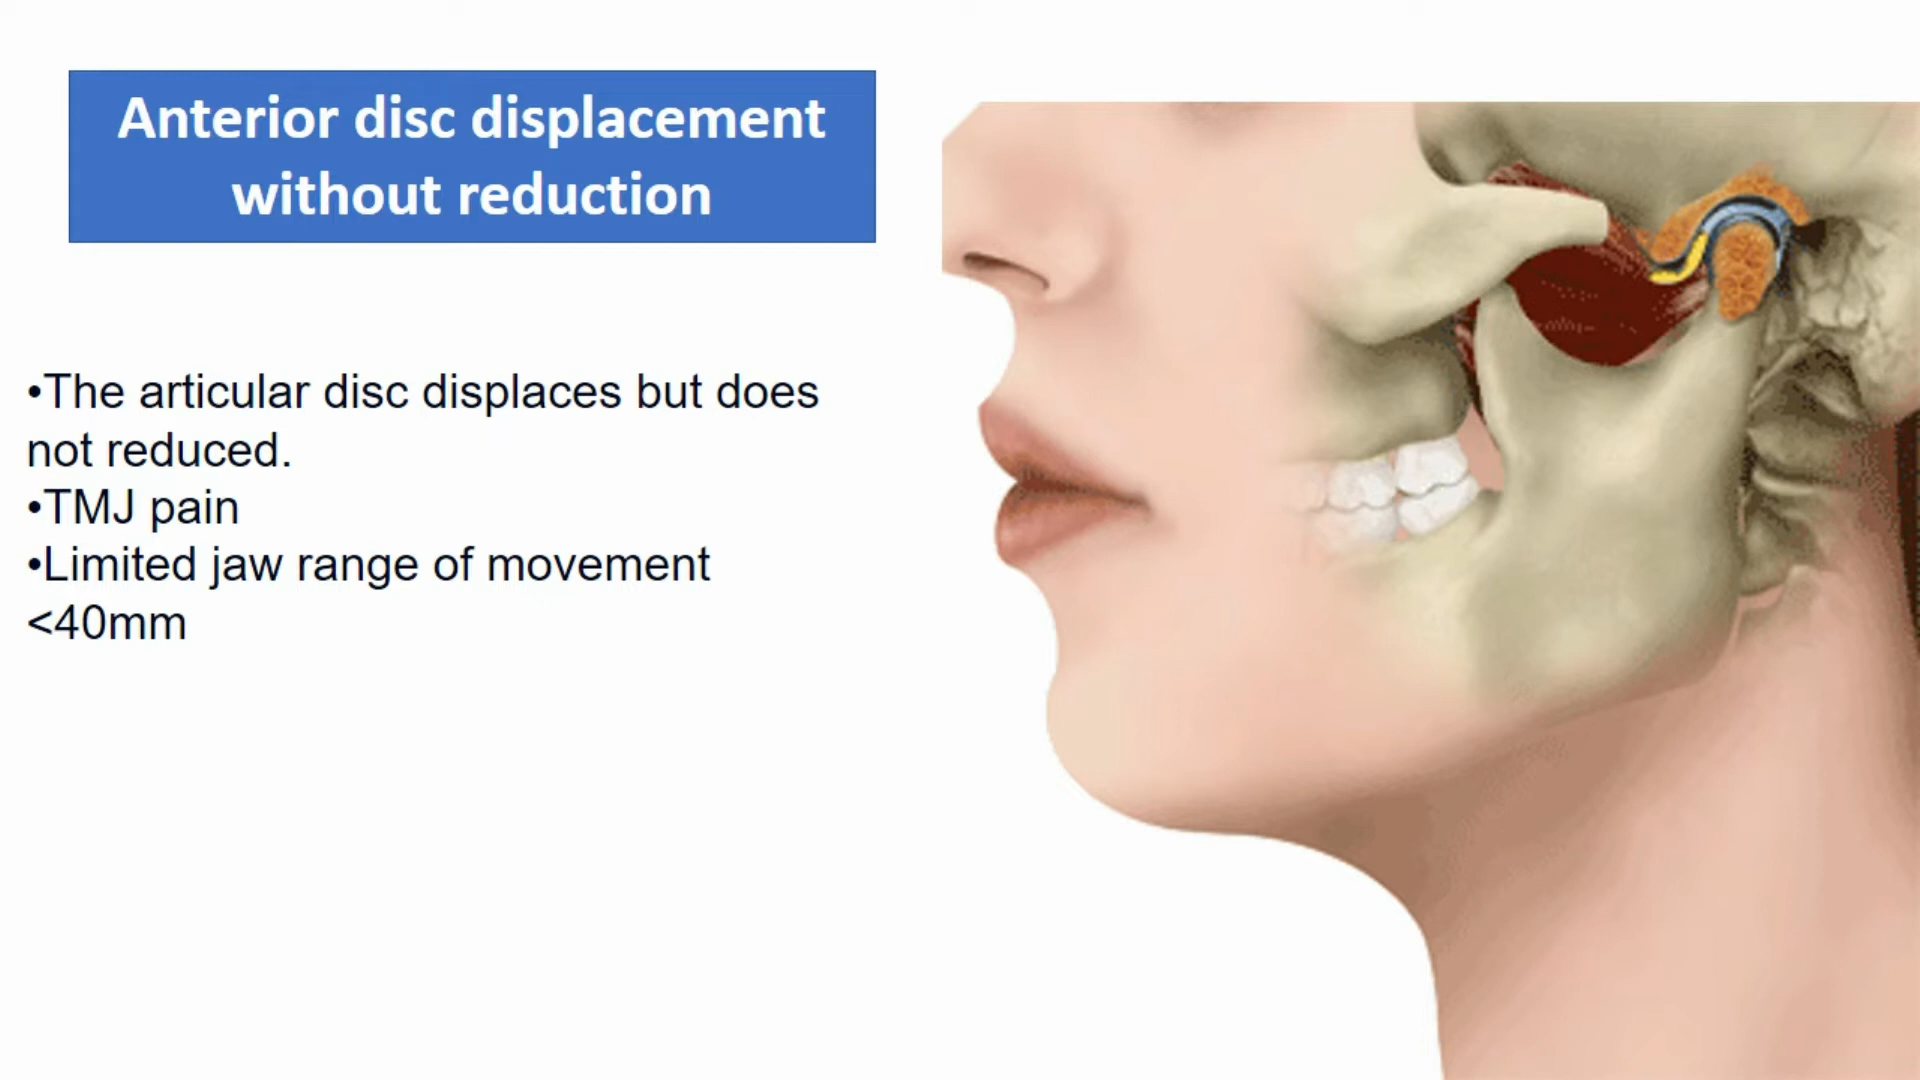 Anterior disc displacement
without reduction
•The articular disc displaces but does
not reduced.
•TMJ pain
•Limited jaw range of movement
<40mm